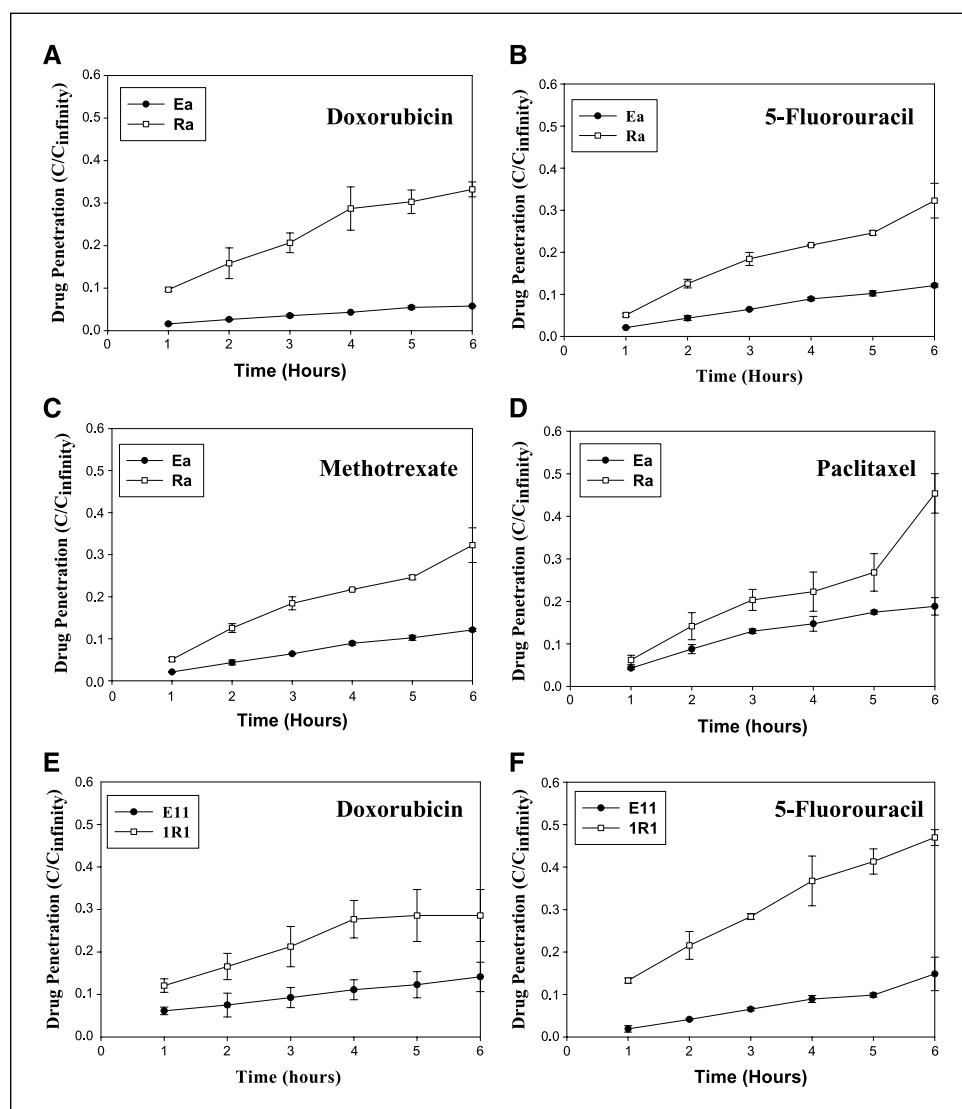 A
Doxorubicin
Ea
Ra
Drug Penetration (C/Cinfinity)
0.6
0.5
0.4
0.3
0.2
0.1
0.0
0 1 2 3 4 5 6
Time (Hours)
B
5-Fluorouracil
Ea
Ra
Drug Penetration (C/Cinfinity)
0.6
0.5
0.4
0.3
0.2
0.1
0.0
0 1 2 3 4 5 6
Time (Hours)
C
Methotrexate
Ea
Ra
Drug Penetration (C/Cinfinity)
0.6
0.5
0.4
0.3
0.2
0.1
0.0
0 1 2 3 4 5 6
Time (Hours)
D
Paclitaxel
Ea
Ra
Drug Penetration (C/Cinfinity)
0.6
0.5
0.4
0.3
0.2
0.1
0.0
0 1 2 3 4 5 6
Time (hours)
E
Doxorubicin
E11
1R1
Drug Penetration (C/Cinfinity)
0.6
0.5
0.4
0.3
0.2
0.1
0.0
0 1 2 3 4 5 6
Time (hours)
F
5-Fluorouracil
E11
1R1
Drug Penetration (C/Cinfinity)
0.6
0.5
0.4
0.3
0.2
0.1
0.0
0 1 2 3 4 5 6
Time (Hours)